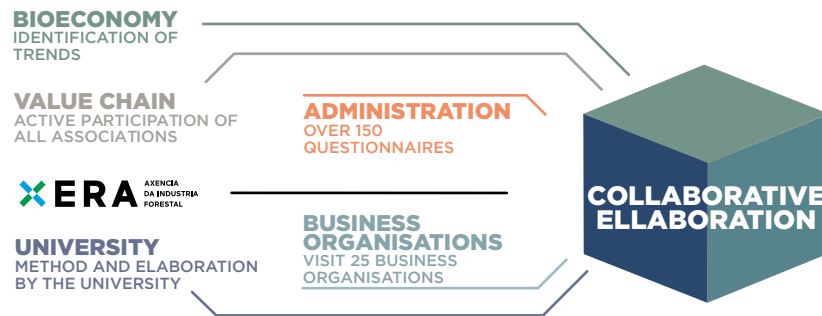 BIOECONOMY
IDENTIFICATION OF
TRENDS
VALUE CHAIN
ACTIVE PARTICIPATION OF
ALL ASSOCIATIONS
ADMINISTRATION
OVER 150
QUESTIONNAIRES
XERA AXENCIA
DA INDUSTRIA
FORESTAL
UNIVERSITY
METHOD AND ELABORATION
BY THE UNIVERSITY
BUSINESS
ORGANISATIONS
VISIT 25 BUSINESS
ORGANISATIONS
COLLABORATIVE
ELLABORATION